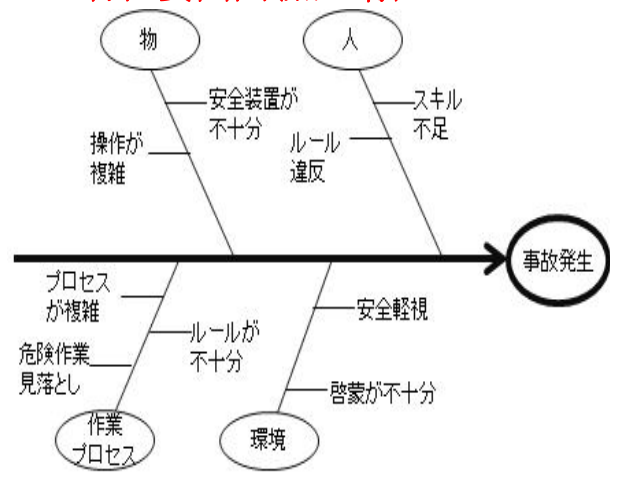 物
人
安全装置が
不十分
スキル
不足
操作が
複雑
ルール
違反
事故発生
プロセス
が複雑
安全軽視
ルールが
不十分
危険作業
見落とし
啓蒙が不十分
作業
プロセス
環境